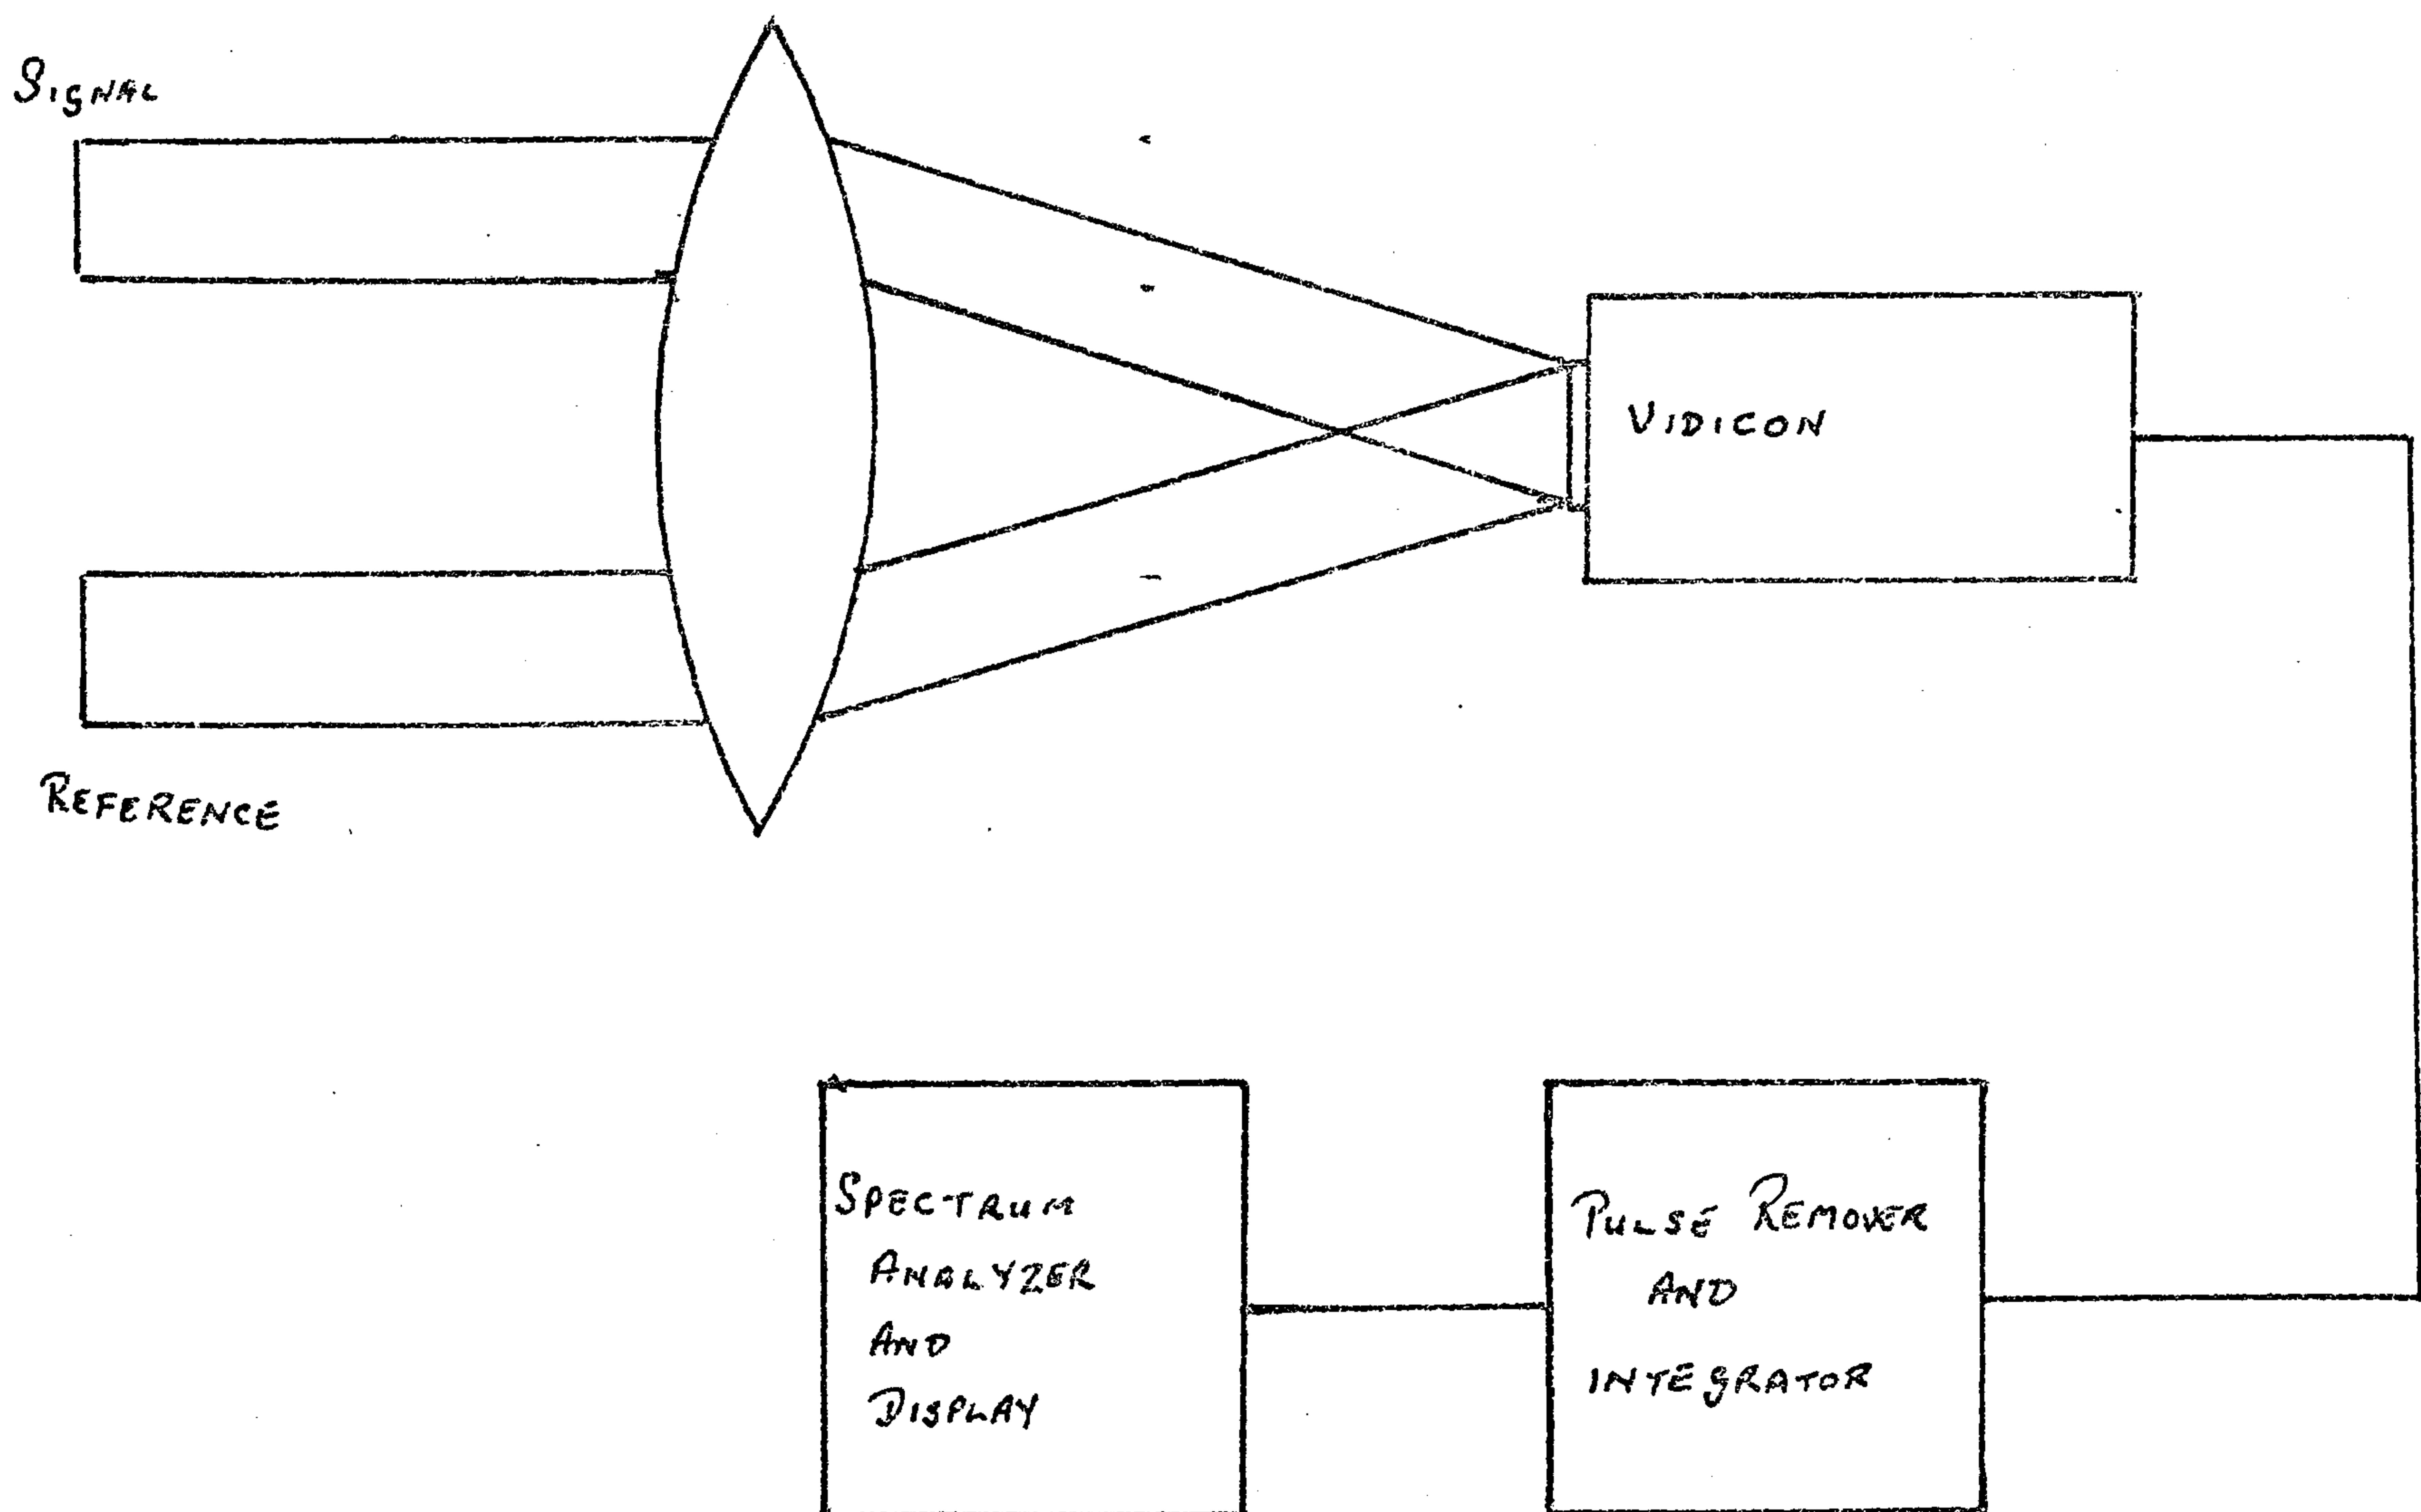 SIGNAL
VIDICON
REFERENCE
SPECTRUM
ANALYZER
AND
DISPLAY
PULSE REMOVER
AND
INTEGRATOR